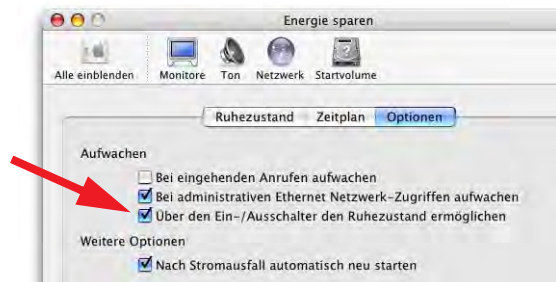 Energie sparen
Alle einblenden Monitore Ton Netzwerk Startvolume
Ruhezustand Zeitplan Optionen
Aufwachen
Bei eingehenden Anrufen aufwachen
Bei administrativen Ethernet Netzwerk-Zugriffen aufwachen
Über den Ein-/Ausschalter den Ruhezustand ermöglichen
Weitere Optionen
Nach Stromausfall automatisch neu starten